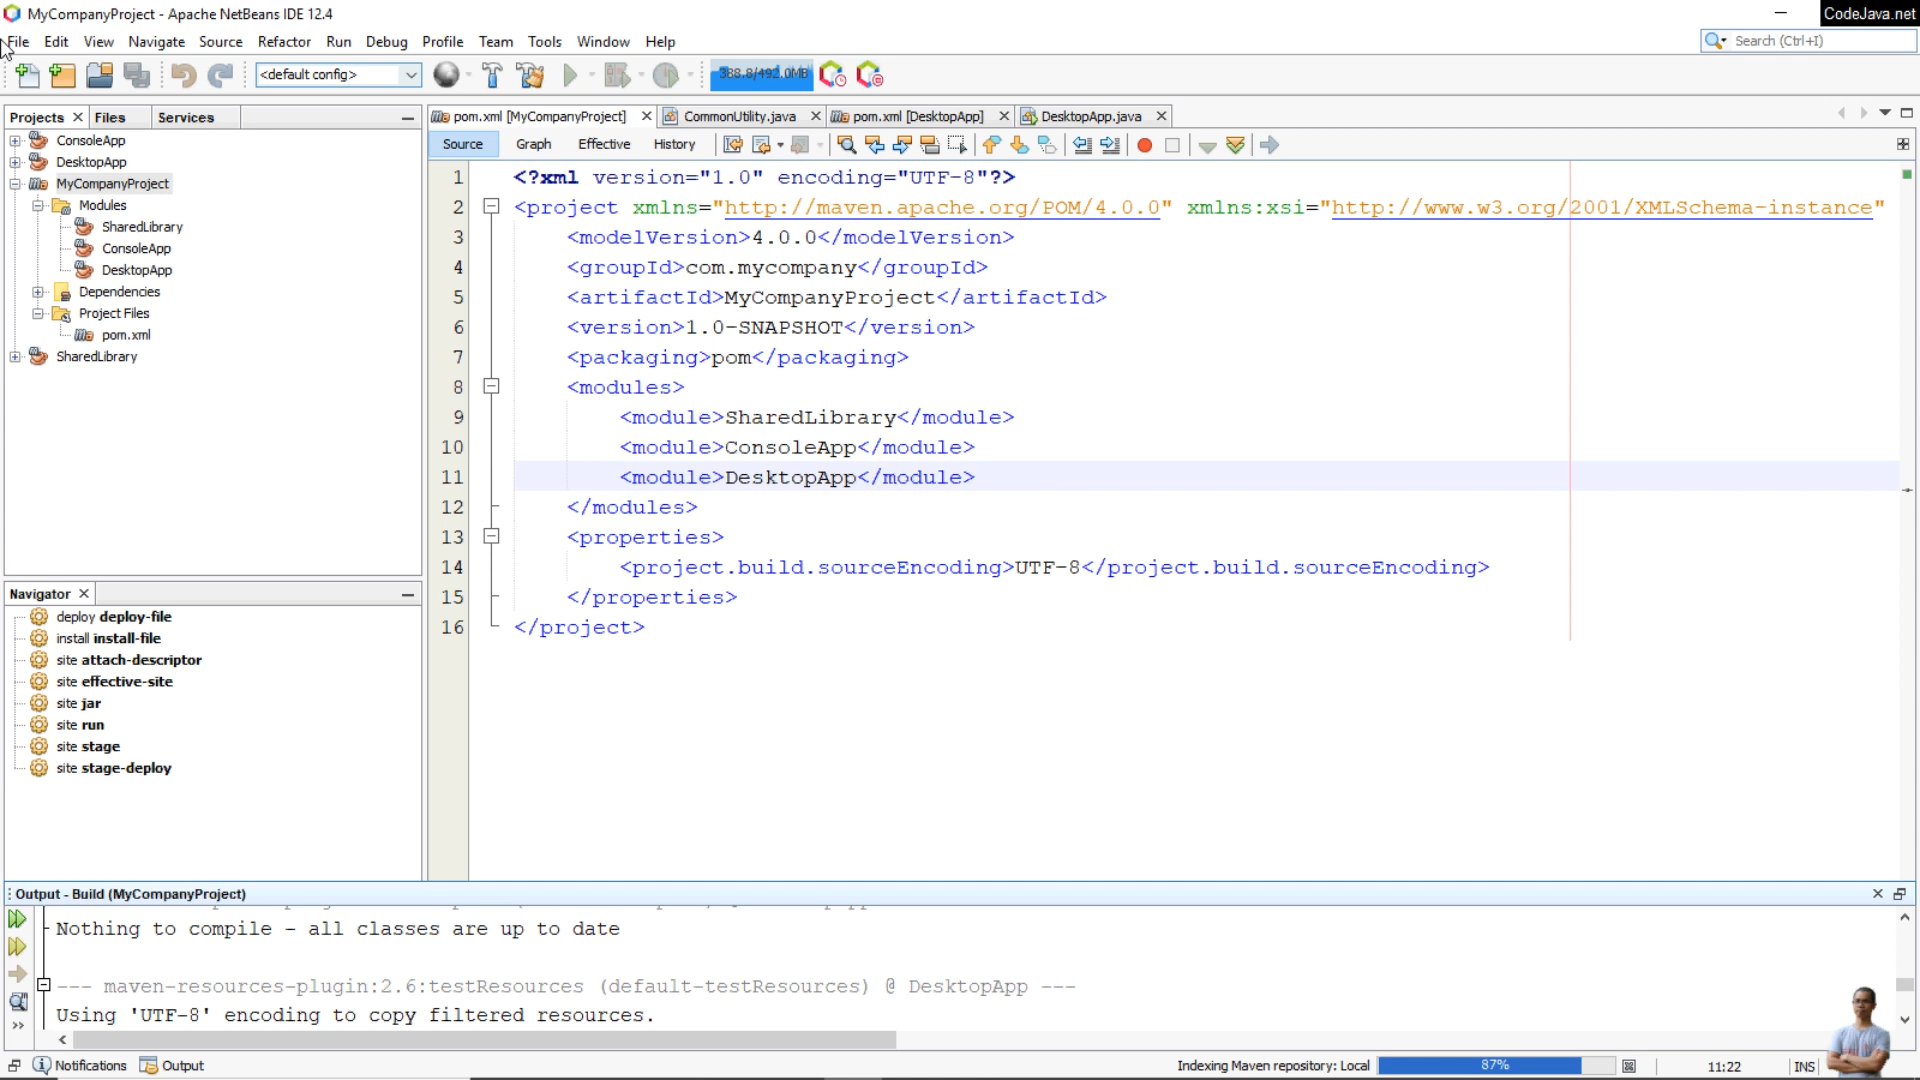 MyCompanyProject - Apache NetBeans IDE 12.4
CodeJava.net
File Edit View Navigate Source Refactor Run Debug Profile Team Tools Window Help
Search (Ctrl+I)
<default config>
388.8/492.0MB
Projects Files Services
ConsoleApp
DesktopApp
MyCompanyProject
Modules
SharedLibrary
ConsoleApp
DesktopApp
Dependencies
Project Files
pom.xml
SharedLibrary
Navigator
deploy deploy-file
install install-file
site attach-descriptor
site effective-site
site jar
site run
site stage
site stage-deploy
pom.xml [MyCompanyProject] CommonUtility.java pom.xml [DesktopApp] DesktopApp.java
Source Graph Effective History
1 <?xml version="1.0" encoding="UTF-8"?>
2 <project xmlns="http://maven.apache.org/POM/4.0.0" xmlns:xsi="http://www.w3.org/2001/XMLSchema-instance"
3 <modelVersion>4.0.0</modelVersion>
4 <groupId>com.mycompany</groupId>
5 <artifactId>MyCompanyProject</artifactId>
6 <version>1.0-SNAPSHOT</version>
7 <packaging>pom</packaging>
8 <modules>
9 <module>SharedLibrary</module>
10 <module>ConsoleApp</module>
11 <module>DesktopApp</module>
12 </modules>
13 <properties>
14 <project.build.sourceEncoding>UTF-8</project.build.sourceEncoding>
15 </properties>
16 </project>
Output - Build (MyCompanyProject)
Nothing to compile - all classes are up to date
--- maven-resources-plugin:2.6:testResources (default-testResources) @ DesktopApp ---
Using 'UTF-8' encoding to copy filtered resources.
Notifications Output
Indexing Maven repository: Local 87% 11:22 INS